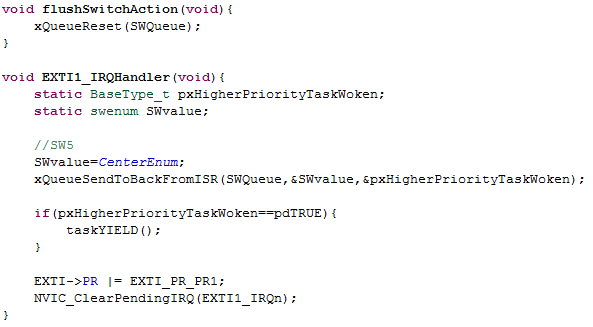 void flushSwitchAction(void){
    xQueueReset(SWQueue);
}

void EXTI1_IRQHandler(void){
    static BaseType_t pxHigherPriorityTaskWoken;
    static swenum SWvalue;

    //SW5
    SWvalue=CenterEnum;
    xQueueSendToBackFromISR(SWQueue,&SWvalue,&pxHigherPriorityTaskWoken);

    if(pxHigherPriorityTaskWoken==pdTRUE){
        taskYIELD();
    }

    EXTI->PR |= EXTI_PR_PR1;
    NVIC_ClearPendingIRQ(EXTI1_IRQn);
}